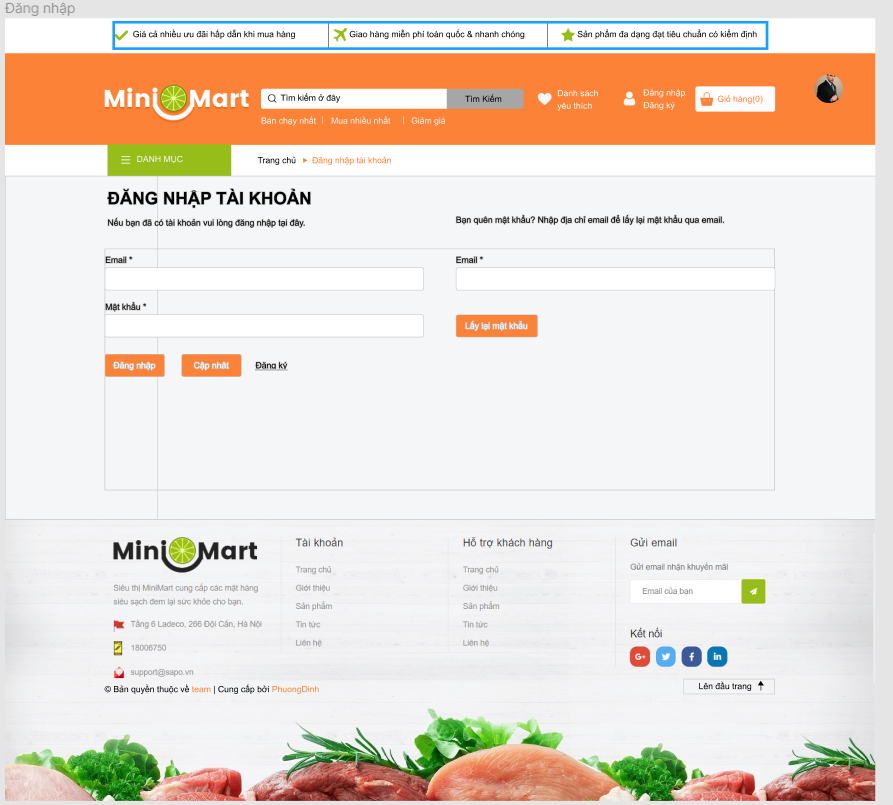 Đăng nhập
Giá cả nhiều ưu đãi hấp dẫn khi mua hàng
Giao hàng miễn phí toàn quốc & nhanh chóng
Sản phẩm đa dạng đạt tiêu chuẩn có kiểm định
Mini Mart
Tìm kiếm ở đây
Tìm Kiếm
Danh sách
yêu thích
Đăng nhập
Đăng ký
Giỏ hàng(0)
Bán chạy nhất | Mua nhiều nhất | Giảm giá
DANH MỤC
Trang chủ ▸ Đăng nhập tài khoản
ĐĂNG NHẬP TÀI KHOẢN
Nếu bạn đã có tài khoản vui lòng đăng nhập tại đây.
Bạn quên mật khẩu? Nhập địa chỉ email để lấy lại mật khẩu qua email.
Email *
Email *
Mật khẩu *
Lấy lại mật khẩu
Đăng nhập
Cập nhât
Đăng ký
Mini Mart
Siêu thị MiniMart cung cấp các mặt hàng
siêu sạch đem lại sức khỏe cho bạn.
Tầng 6 Ladeco, 266 Đội Cấn, Hà Nội
18006750
support@sapo.vn
Tài khoản
Trang chủ
Giới thiệu
Sản phẩm
Tin tức
Liên hệ
Hỗ trợ khách hàng
Trang chủ
Giới thiệu
Sản phẩm
Tin tức
Liên hệ
Gửi email
Gửi email nhận khuyến mãi
Email của bạn
Kết nối
G+
f
in
© Bản quyền thuộc về team | Cung cấp bởi PhuongDinh
Lên đầu trang